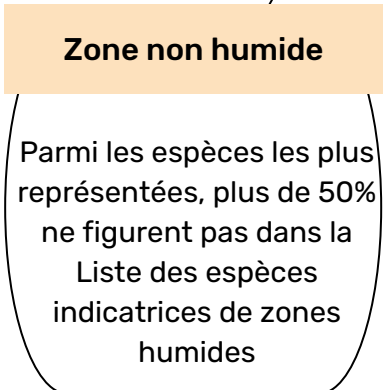 Zone non humide
Parmi les espèces les plus
représentées, plus de 50%
ne figurent pas dans la
Liste des espèces
indicatrices de zones
humides